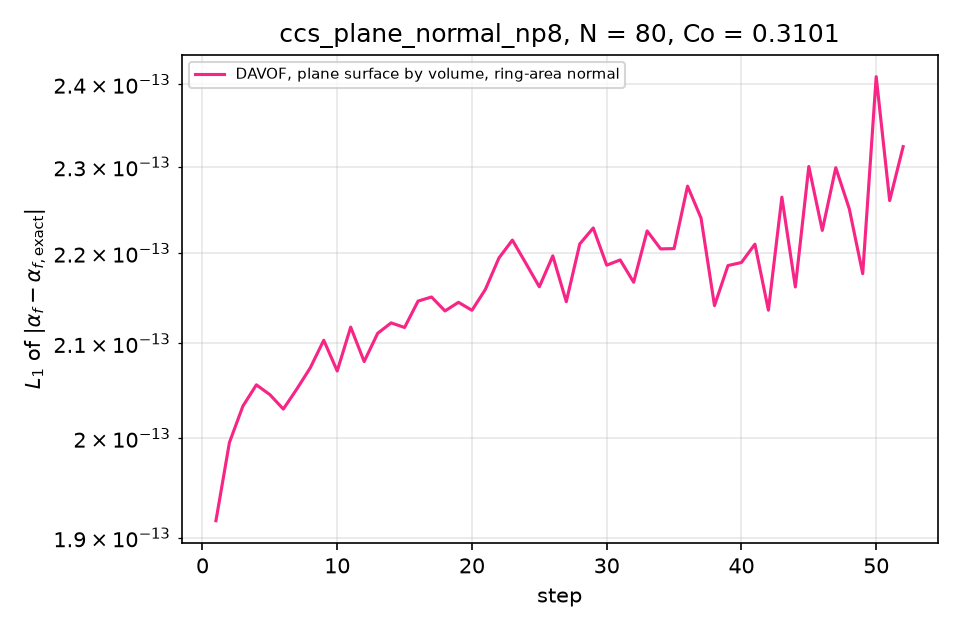 ccs_plane_normal_np8, N = 80, Co = 0.3101
DAVOF, plane surface by volume, ring-area normal
2.4 × 10⁻¹³
2.3 × 10⁻¹³
2.2 × 10⁻¹³
2.1 × 10⁻¹³
2 × 10⁻¹³
1.9 × 10⁻¹³
L₁ of |α_f − α_{f, exact}|
0 10 20 30 40 50
step